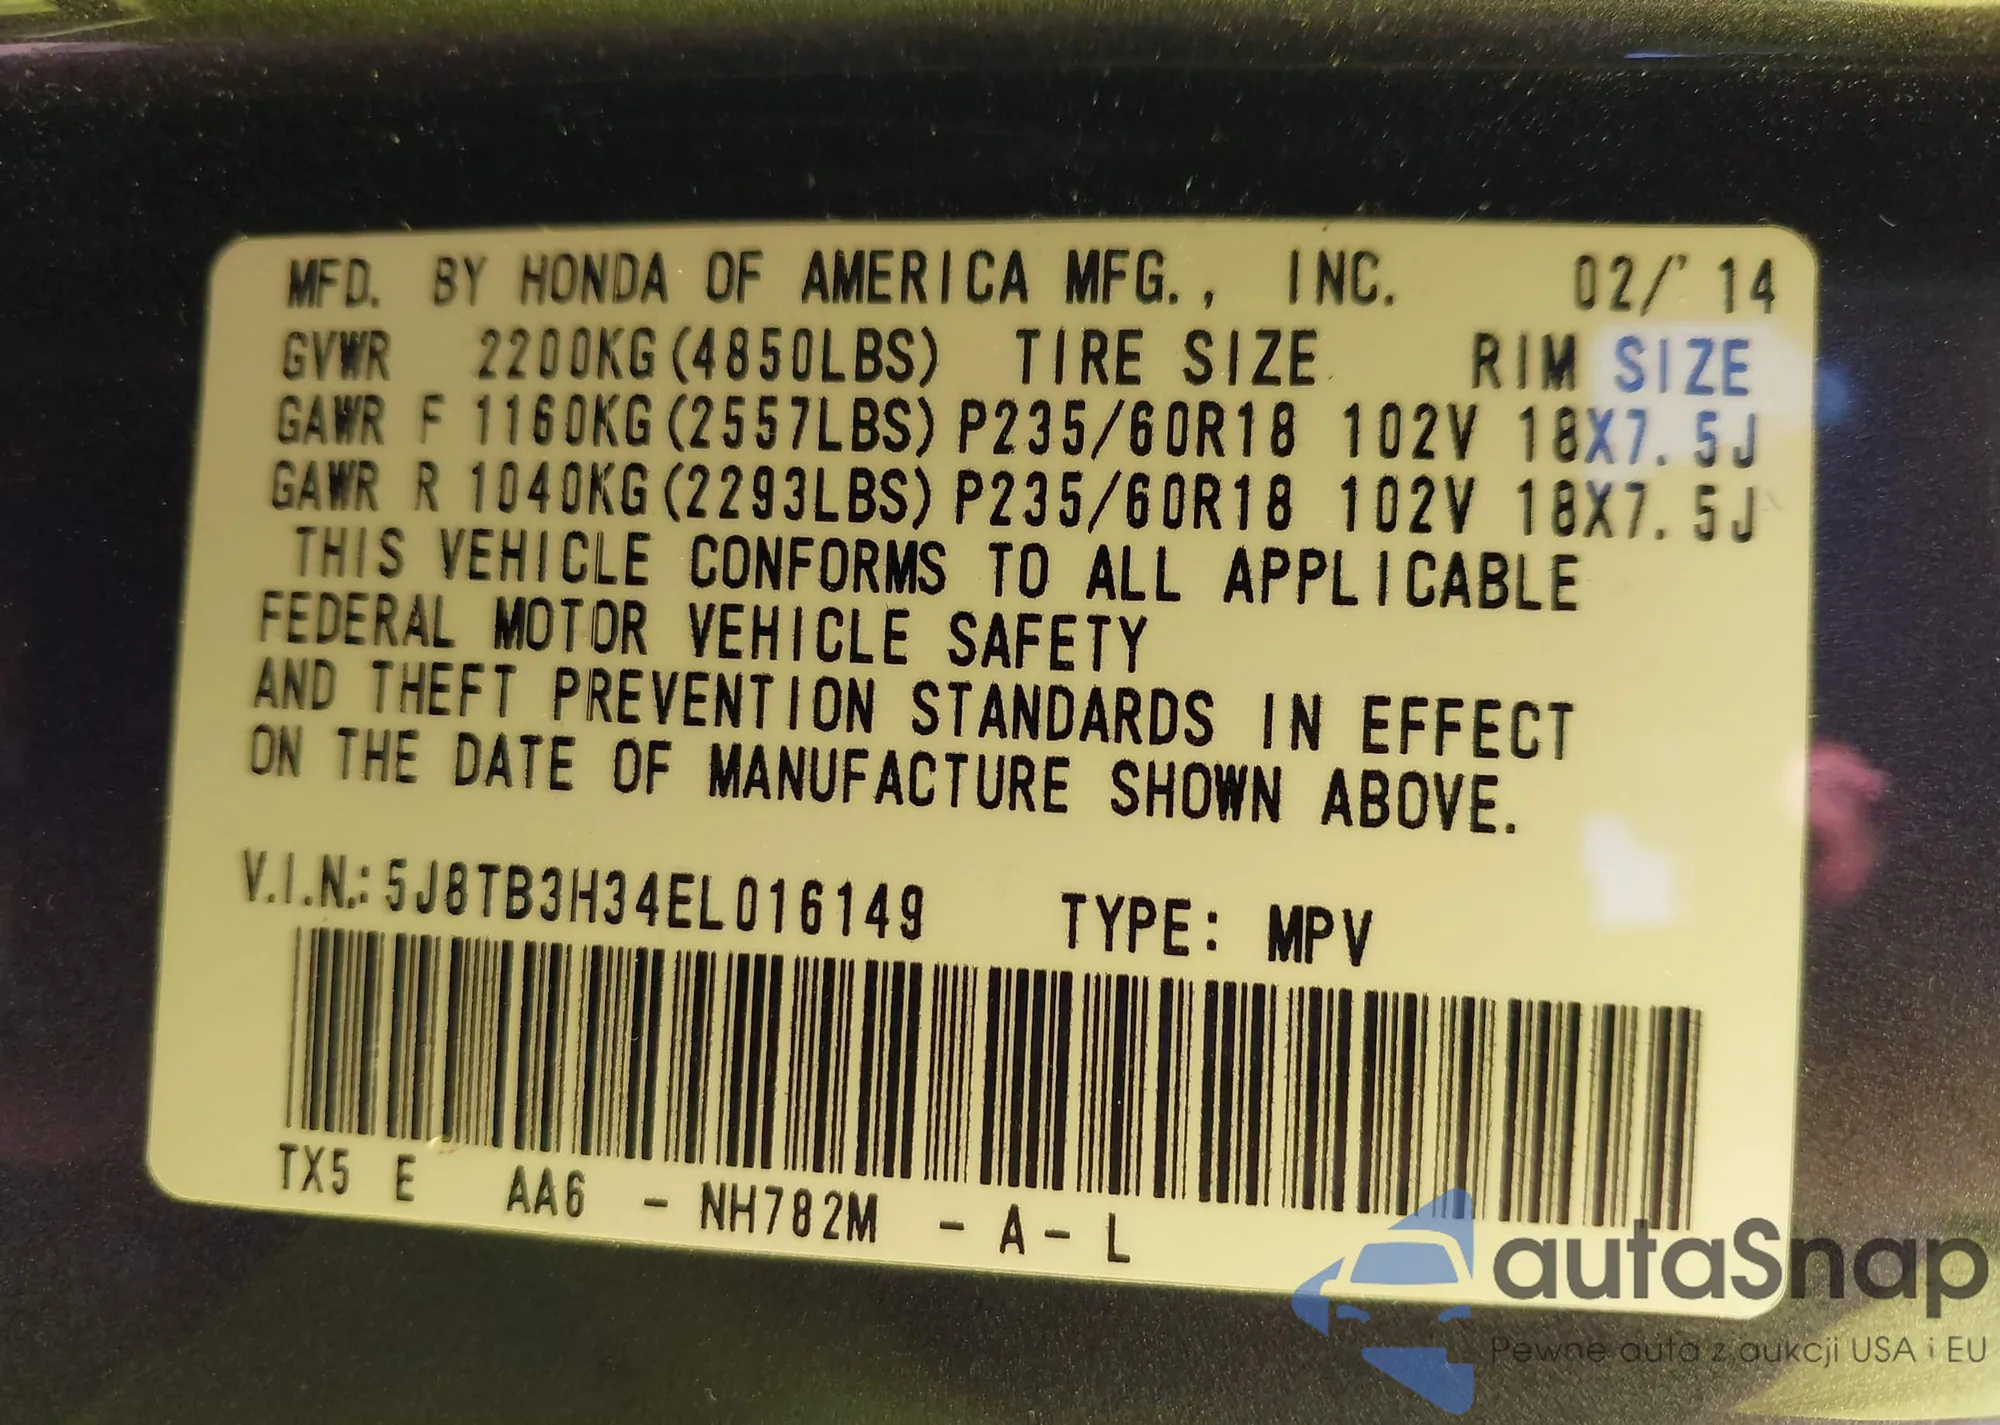 MFD. BY HONDA OF AMERICA MFG., INC. 02/'14
GVWR 2200KG(4850LBS) TIRE SIZE RIM SIZE
GAWR F 1160KG(2557LBS) P235/60R18 102V 18X7.5J
GAWR R 1040KG(2293LBS) P235/60R18 102V 18X7.5J
THIS VEHICLE CONFORMS TO ALL APPLICABLE
FEDERAL MOTOR VEHICLE SAFETY
AND THEFT PREVENTION STANDARDS IN EFFECT
ON THE DATE OF MANUFACTURE SHOWN ABOVE.
V.I.N.: 5J8TB3H34EL016149 TYPE: MPV
TX5 E AA6 - NH782M - A - L
autaSnap
Pewne auta z aukcji USA i EU